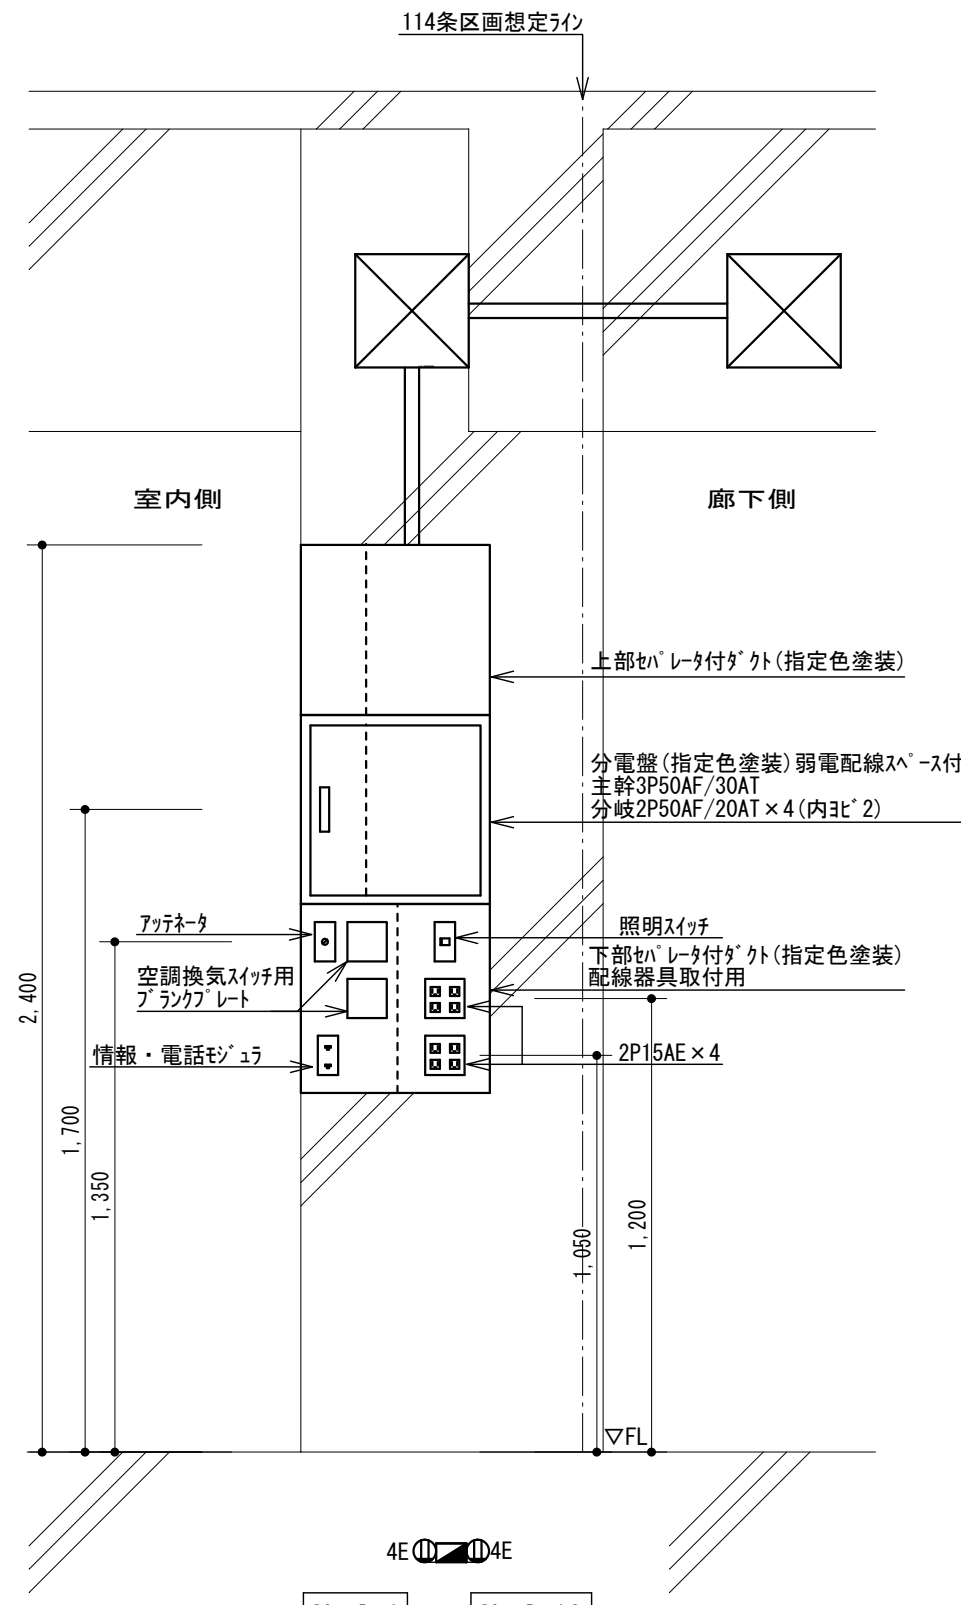 114条区画想定ﾗｲﾝ
室内側
廊下側
上部ｾﾊﾟﾚｰﾀ付ﾀﾞｸﾄ(指定色塗装)
分電盤(指定色塗装)弱電配線ｽﾍﾟｰｽ付
主幹3P50AF/30AT
分岐2P50AF/20AT×4(内ﾖﾋﾞ2)
ｱｯﾃﾈｰﾀ
照明ｽｲｯﾁ
空調換気ｽｲｯﾁ用
ﾌﾞﾗﾝｸﾌﾟﾚｰﾄ
下部ｾﾊﾟﾚｰﾀ付ﾀﾞｸﾄ(指定色塗装)
配線器具取付用
情報・電話ﾓｼﾞｭﾗ
2P15AE×4
2,400
1,700
1,350
1,050
1,200
▽FL
4E
4E